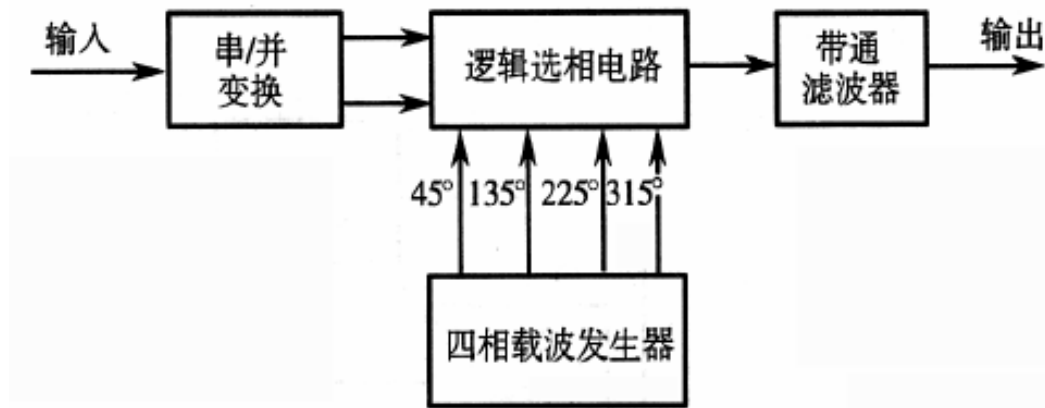 输入
串/并
变换
逻辑选相电路
带通
滤波器
输出
45° 135° 225° 315°
四相载波发生器